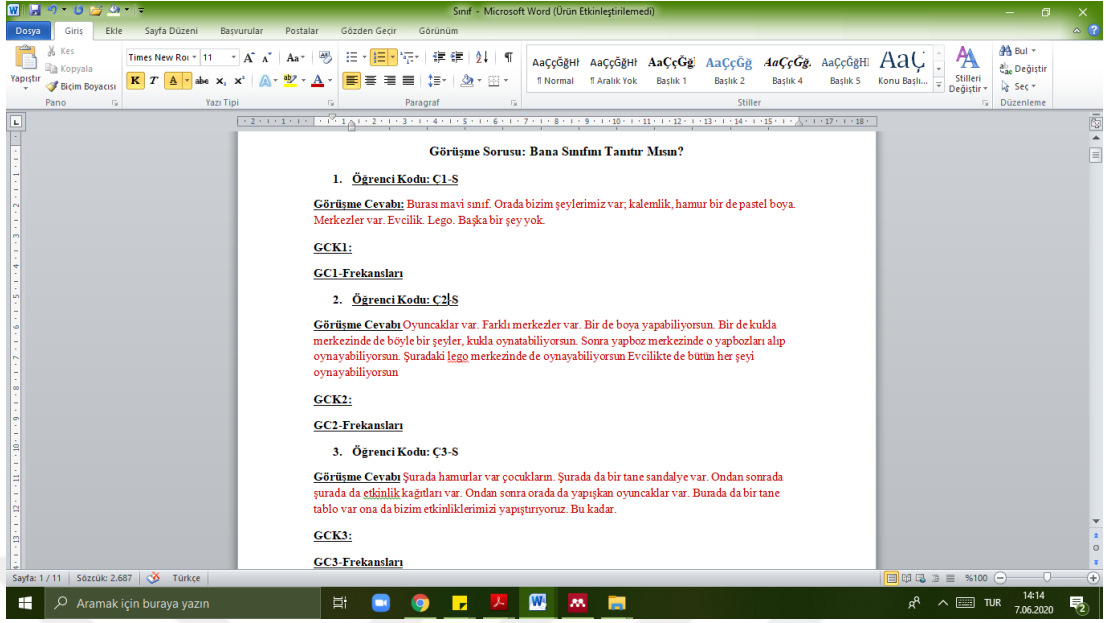 Sınıf - Microsoft Word (Ürün Etkinleştirilemedi)
Dosya Giriş Ekle Sayfa Düzeni Başvurular Postalar Gözden Geçir Görünüm
Yapıştır
Kes
Kopyala
Biçim Boyacısı
Pano
Times New Roı 11
Yazı Tipi
Paragraf
AaÇçĞğHt AaÇçĞğHt AaÇçĞğ AaÇçĞğ AaÇçĞğ. AaÇçĞğHI AaÇ
¶ Normal ¶ Aralık Yok Başlık 1 Başlık 2 Başlık 4 Başlık 5 Konu Başlı...
Stilleri Değiştir
Stiller
Bul
Değiştir
Seç
Düzenleme
Görüşme Sorusu: Bana Sınıfını Tanıtır Mısın?
1. Öğrenci Kodu: Ç1-S
Görüşme Cevabı: Burası mavi sınıf. Orada bizim şeylerimiz var; kalemlik, hamur bir de pastel boya.
Merkezler var. Evcilik. Lego. Başka bir şey yok.
GCK1:
GC1-Frekansları
2. Öğrenci Kodu: Ç2-S
Görüşme Cevabı Oyuncaklar var. Farklı merkezler var. Bir de boya yapabiliyorsun. Bir de kukla
merkezinde de böyle bir şeyler, kukla oynatabiliyorsun. Sonra yapboz merkezinde o yapbozları alıp
oynayabiliyorsun. Şuradaki lego merkezinde de oynayabiliyorsun Evcilikte de bütün her şeyi
oynayabiliyorsun
GCK2:
GC2-Frekansları
3. Öğrenci Kodu: Ç3-S
Görüşme Cevabı Şurada hamurlar var çocukların. Şurada da bir tane sandalye var. Ondan sonrada
şurada da etkinlik kağıtları var. Ondan sonra orada da yapışkan oyuncaklar var. Burada da bir tane
tablo var ona da bizim etkinliklerimizi yapıştırıyoruz. Bu kadar.
GCK3:
GC3-Frekansları
Sayfa: 1 / 11 Sözcük: 2.687 Türkçe %100
Aramak için buraya yazın TUR 14:14
7.06.2020